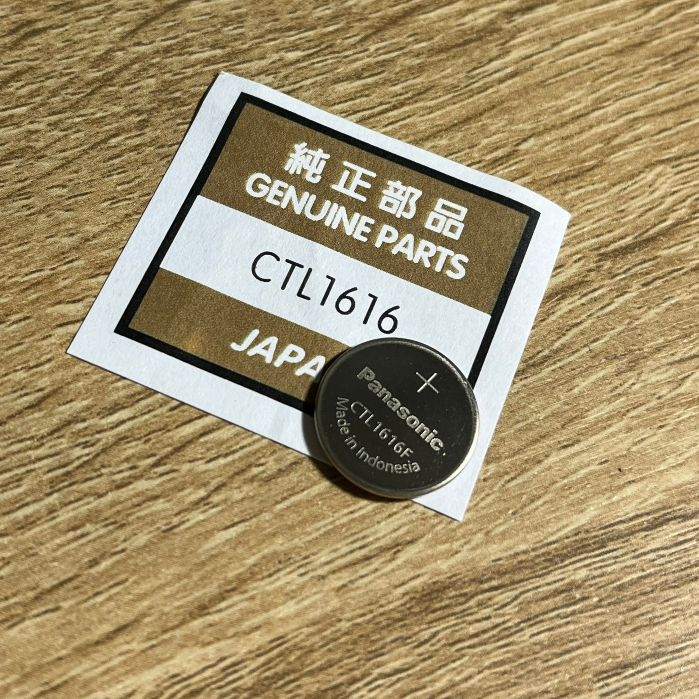 純正部品
GENUINE PARTS
CTL1616
JAPA
+
Panasonic
CTL1616F
Made in Indonesia